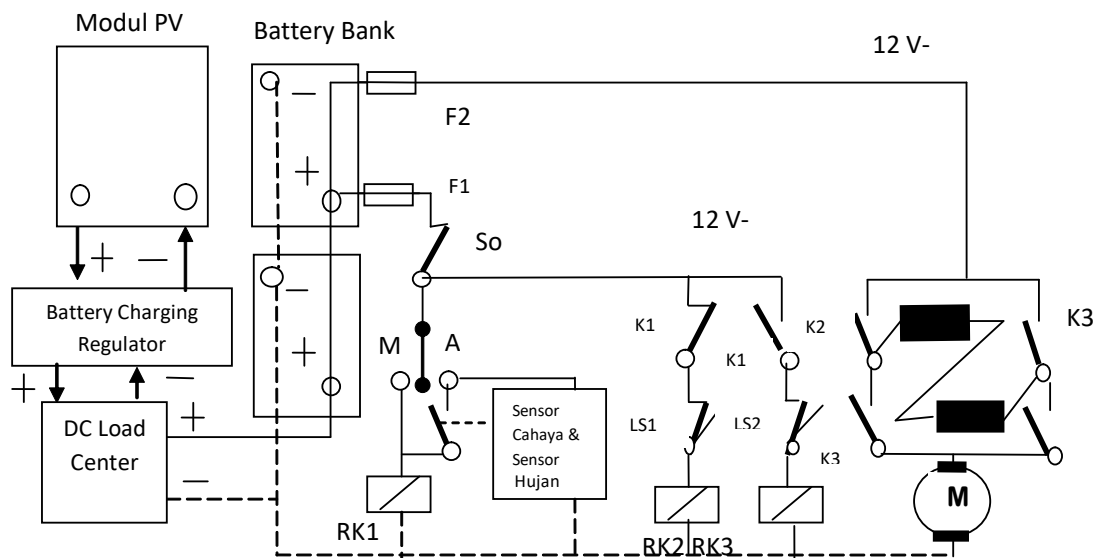 Modul PV
Battery Bank
12 V-
F2
F1
12 V-
So
Battery Charging
Regulator
K1
K2
K3
K1
M
A
DC Load
Center
Sensor
Cahaya &
Sensor
Hujan
LS1
LS2
K3
M
RK1
RK2 RK3